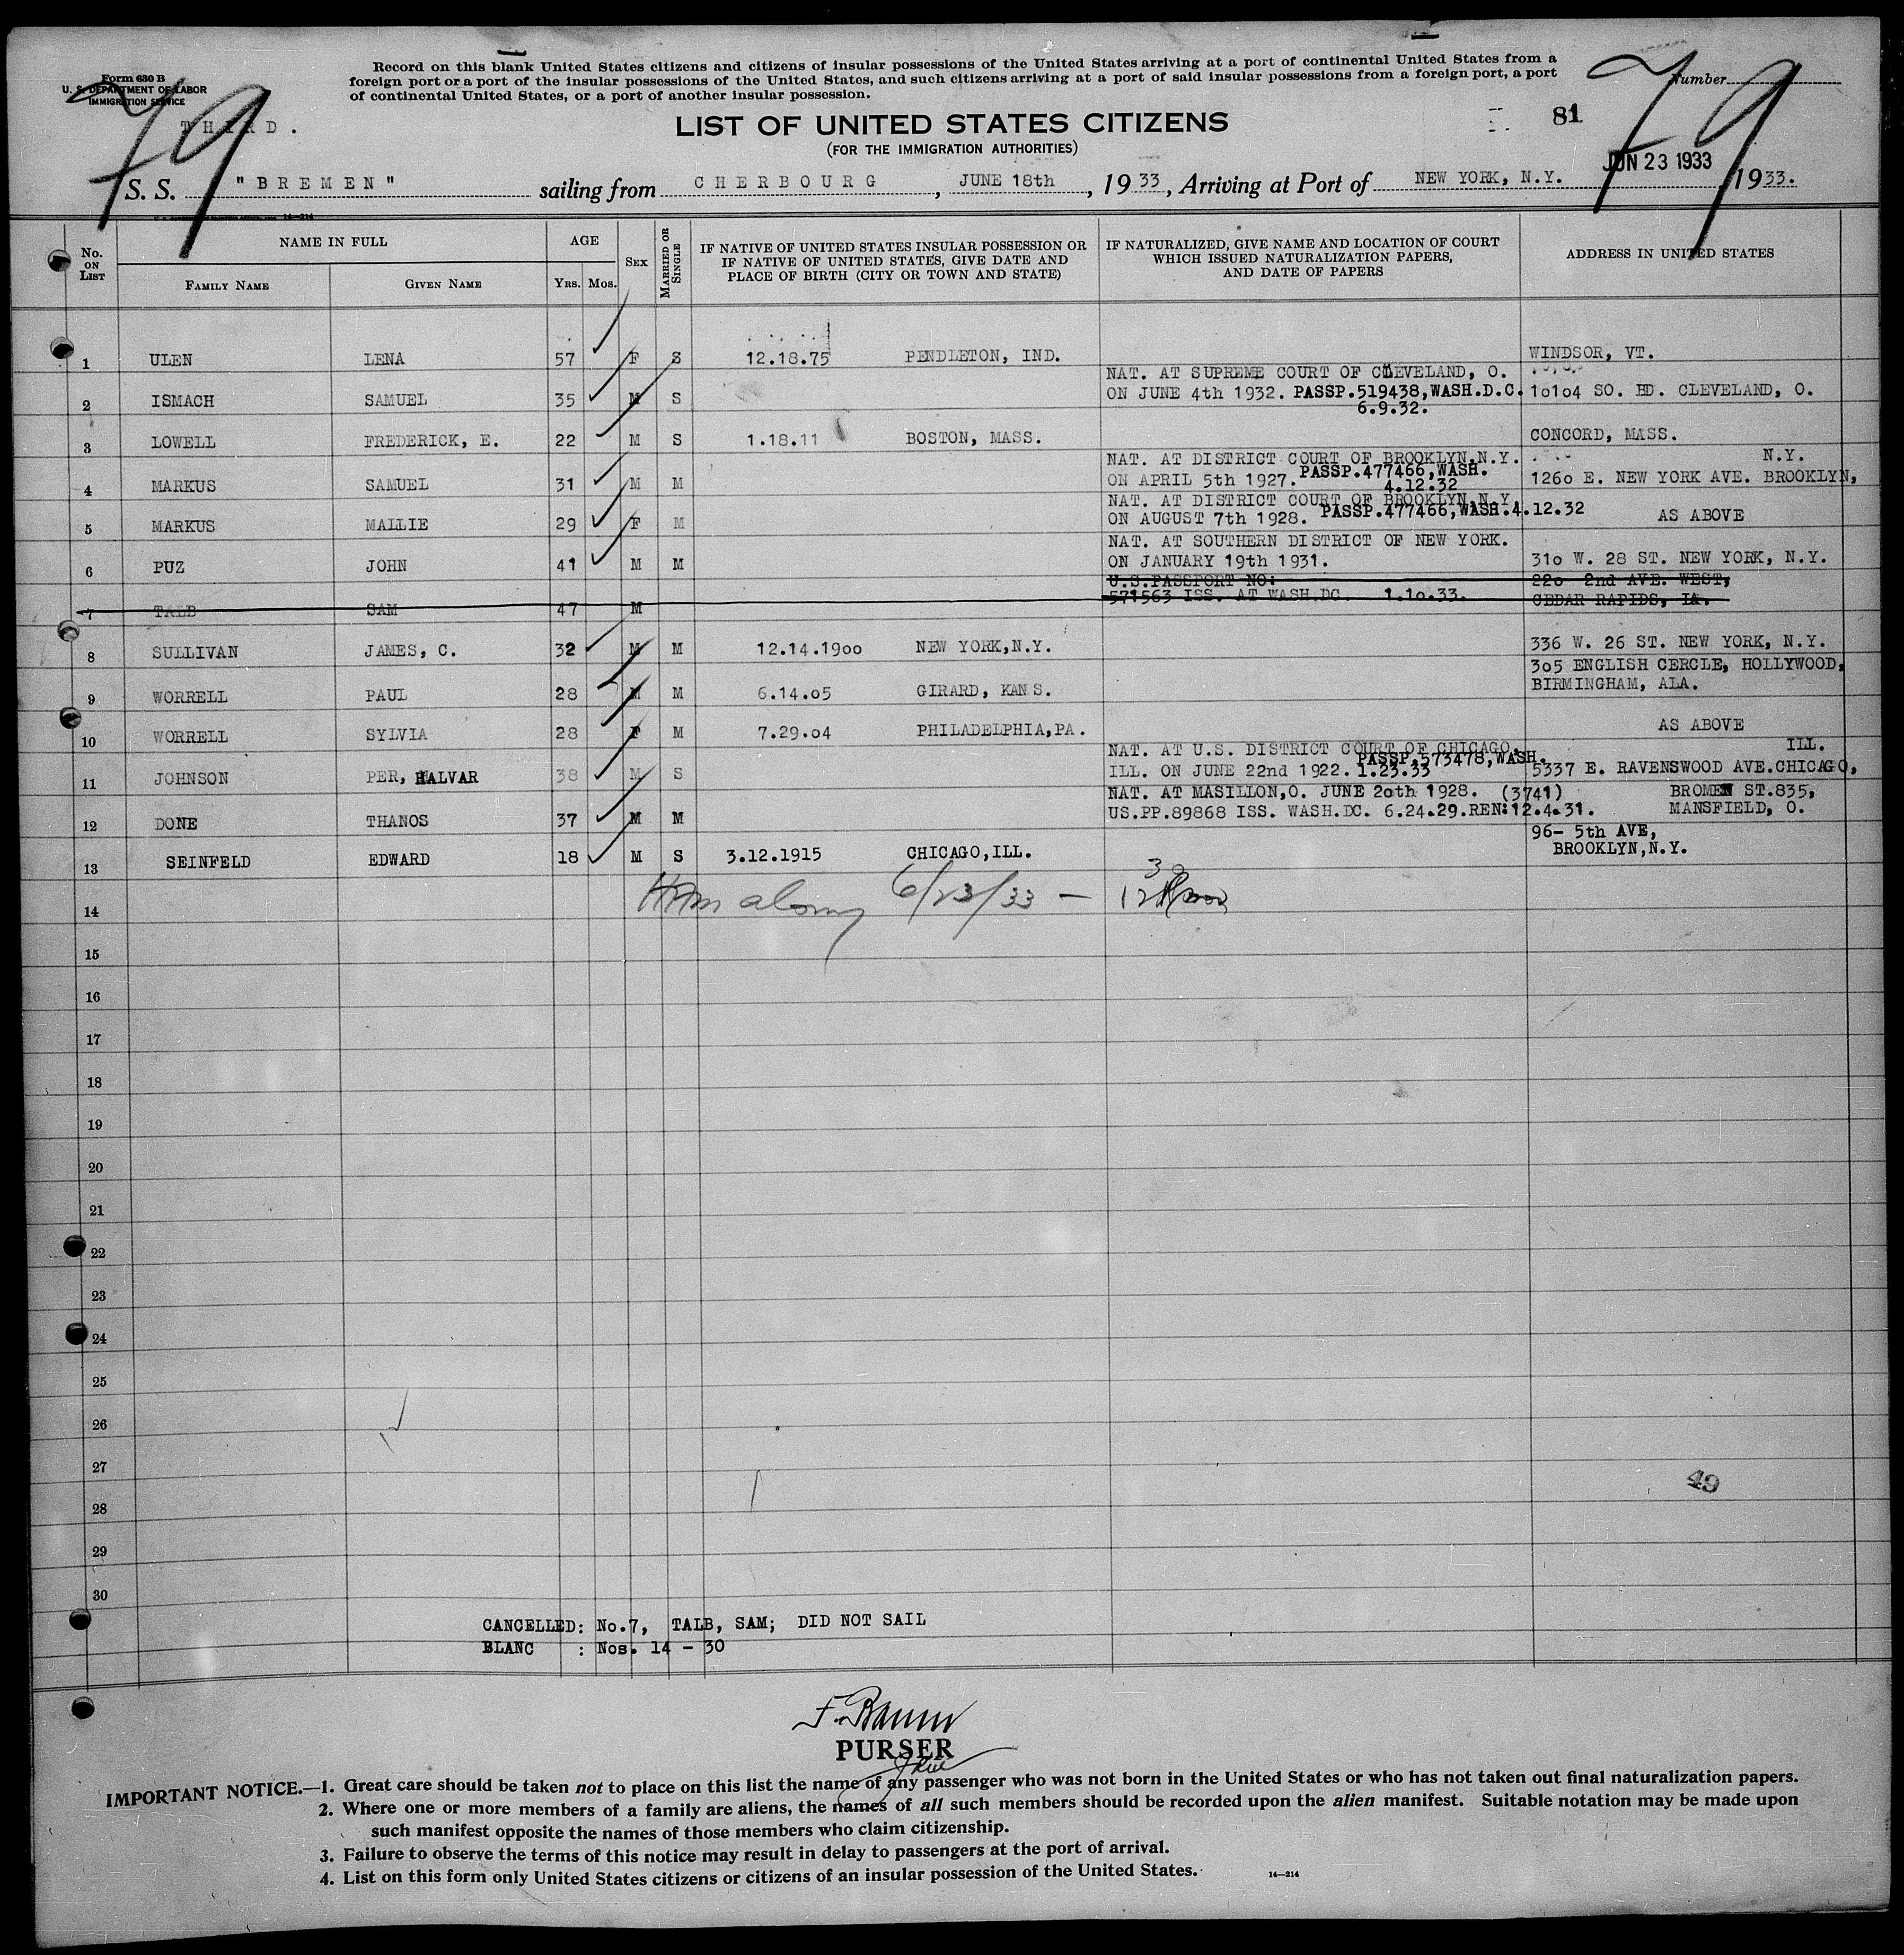 Form 630 B
U. S. DEPARTMENT OF LABOR
IMMIGRATION SERVICE
THIRD.
79
Record on this blank United States citizens and citizens of insular possessions of the United States arriving at a port of continental United States from a
foreign port or a port of the insular possessions of the United States, and such citizens arriving at a port of said insular possessions from a foreign port, a port
of continental United States, or a port of another insular possession.
Number
79
81
LIST OF UNITED STATES CITIZENS
(FOR THE IMMIGRATION AUTHORITIES)
JUN 23 1933
S. S. "BREMEN" sailing from CHERBOURG, JUNE 18th, 1933, Arriving at Port of NEW YORK, N.Y. 1933.
14—214
No. ON LIST
NAME IN FULL
FAMILY NAME GIVEN NAME
AGE
YRS. MOS.
SEX
MARRIED OR SINGLE
IF NATIVE OF UNITED STATES INSULAR POSSESSION OR
IF NATIVE OF UNITED STATES, GIVE DATE AND
PLACE OF BIRTH (CITY OR TOWN AND STATE)
IF NATURALIZED, GIVE NAME AND LOCATION OF COURT
WHICH ISSUED NATURALIZATION PAPERS,
AND DATE OF PAPERS
ADDRESS IN UNITED STATES
1 ULEN LENA 57 F S 12.18.75 PENDLETON, IND. WINDSOR, VT.
NAT. AT SUPREME COURT OF CLEVELAND, O.
2 ISMACH SAMUEL 35 M S ON JUNE 4th 1932. PASSP.519438,WASH.D.C. 10104 SO. BD. CLEVELAND, O.
6.9.32.
3 LOWELL FREDERICK, E. 22 M S 1.18.11 BOSTON, MASS. CONCORD, MASS.
NAT. AT DISTRICT COURT OF BROOKLYN,N.Y. N.Y.
4 MARKUS SAMUEL 31 M M ON APRIL 5th 1927. PASSP.477466,WASH. 4.12.32 1260 E. NEW YORK AVE. BROOKLYN,
NAT. AT DISTRICT COURT OF BROOKLYN,N.Y.
5 MARKUS MALLIE 29 F M ON AUGUST 7th 1928. PASSP.477466,WASH.4.12.32 AS ABOVE
NAT. AT SOUTHERN DISTRICT OF NEW YORK.
6 PUZ JOHN 41 M M ON JANUARY 19th 1931. 310 W. 28 ST. NEW YORK, N.Y.
U.S.PASSPORT NO: 220 2nd AVE. WEST,
7 TALB SAM 47 M 571563 ISS. AT WASH.DC. 1.10.33. CEDAR RAPIDS, IA.
8 SULLIVAN JAMES, C. 32 M M 12.14.1900 NEW YORK,N.Y. 336 W. 26 ST. NEW YORK, N.Y.
305 ENGLISH CERCLE, HOLLYWOOD,
9 WORRELL PAUL 28 M M 6.14.05 GIRARD, KANS. BIRMINGHAM, ALA.
10 WORRELL SYLVIA 28 F M 7.29.04 PHILADELPHIA,PA. AS ABOVE
NAT. AT U.S. DISTRICT COURT OF CHICAGO, ILL.
11 JOHNSON PER, HALVAR 38 M S ILL. ON JUNE 22nd 1922. PASSP.573478,WASH. 1.23.33 5337 E. RAVENSWOOD AVE.CHICAGO,
NAT. AT MASILLON,O. JUNE 20th 1928. (3741) BROMEN ST.835,
12 DONE THANOS 37 M M US.PP.89868 ISS. WASH.DC. 6.24.29.REN:12.4.31. MANSFIELD, O.
96- 5th AVE,
13 SEINFELD EDWARD 18 M S 3.12.1915 CHICAGO,ILL. BROOKLYN,N.Y.
14 6/23/33 —
15
16
17
18
19
20
21
22
23
24
25
26
27
28
49
29
30
CANCELLED: No.7, TALB, SAM; DID NOT SAIL
BLANC : Nos. 14 - 30
PURSER
IMPORTANT NOTICE.—1. Great care should be taken not to place on this list the name of any passenger who was not born in the United States or who has not taken out final naturalization papers.
2. Where one or more members of a family are aliens, the names of all such members should be recorded upon the alien manifest. Suitable notation may be made upon
such manifest opposite the names of those members who claim citizenship.
3. Failure to observe the terms of this notice may result in delay to passengers at the port of arrival.
4. List on this form only United States citizens or citizens of an insular possession of the United States.
14—214